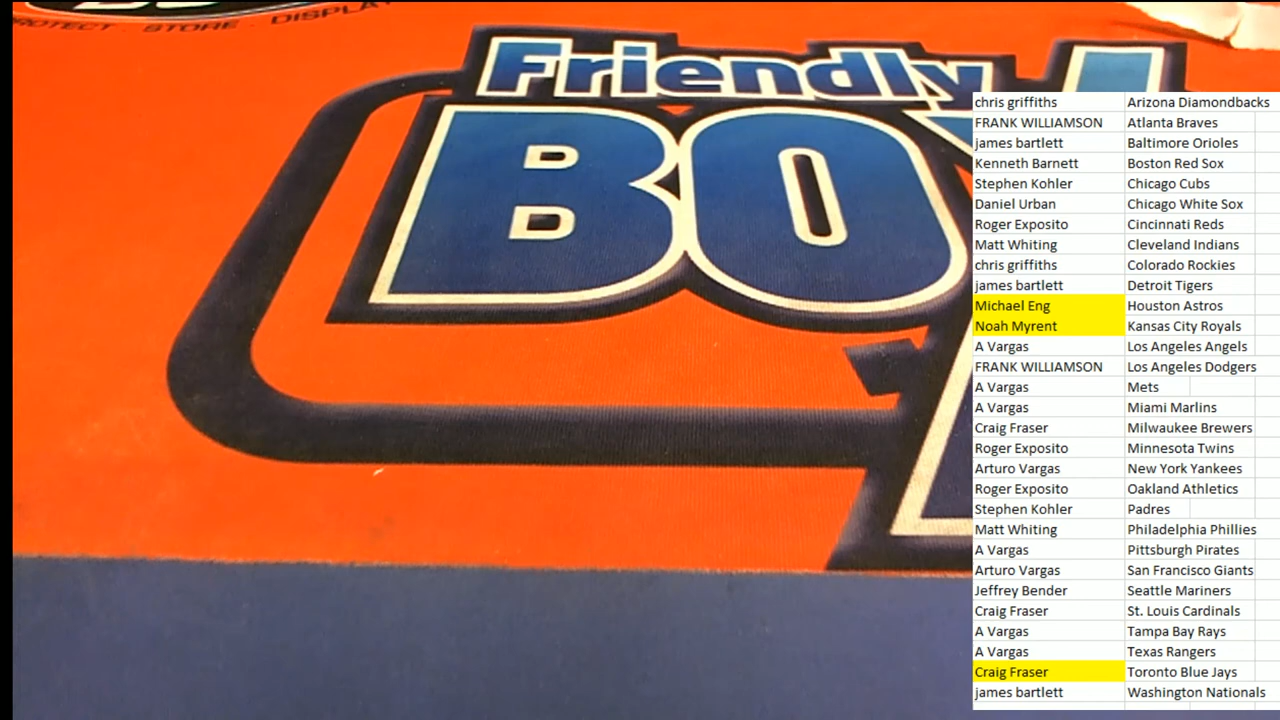 PROTECT · STORE · DISPLAY
Friendly
BO
chris griffiths Arizona Diamondbacks
FRANK WILLIAMSON Atlanta Braves
james bartlett Baltimore Orioles
Kenneth Barnett Boston Red Sox
Stephen Kohler Chicago Cubs
Daniel Urban Chicago White Sox
Roger Exposito Cincinnati Reds
Matt Whiting Cleveland Indians
chris griffiths Colorado Rockies
james bartlett Detroit Tigers
Michael Eng Houston Astros
Noah Myrent Kansas City Royals
A Vargas Los Angeles Angels
FRANK WILLIAMSON Los Angeles Dodgers
A Vargas Mets
A Vargas Miami Marlins
Craig Fraser Milwaukee Brewers
Roger Exposito Minnesota Twins
Arturo Vargas New York Yankees
Roger Exposito Oakland Athletics
Stephen Kohler Padres
Matt Whiting Philadelphia Phillies
A Vargas Pittsburgh Pirates
Arturo Vargas San Francisco Giants
Jeffrey Bender Seattle Mariners
Craig Fraser St. Louis Cardinals
A Vargas Tampa Bay Rays
A Vargas Texas Rangers
Craig Fraser Toronto Blue Jays
james bartlett Washington Nationals